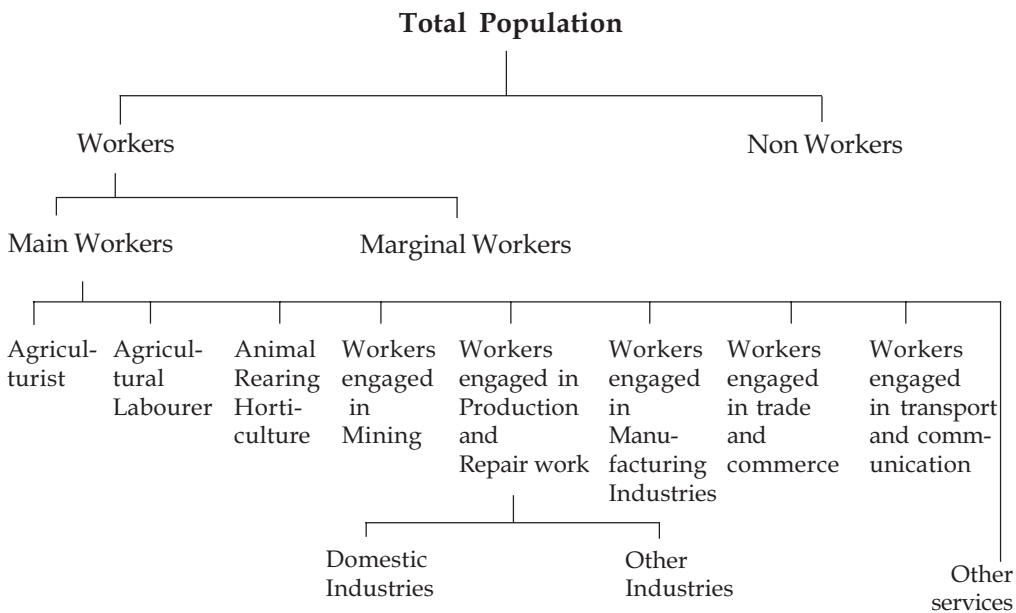 Total Population
Workers
Non Workers
Main Workers
Marginal Workers
Agricul-
turist
Agricul-
tural
Labourer
Animal
Rearing
Horti-
culture
Workers
engaged
in
Mining
Workers
engaged in
Production
and
Repair work
Workers
engaged
in
Manu-
facturing
Industries
Workers
engaged
in trade
and
commerce
Workers
engaged
in transport
and comm-
unication
Domestic
Industries
Other
Industries
Other
services